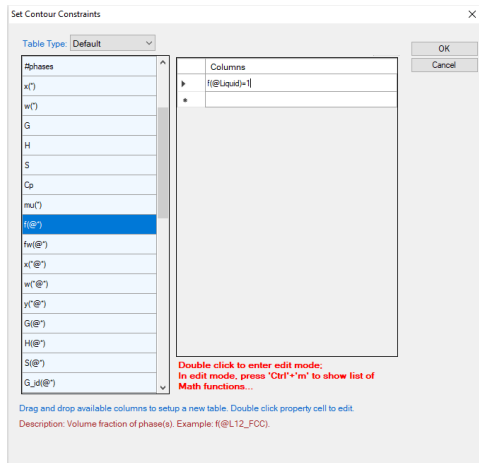 Set Contour Constraints
Table Type: Default
OK
Cancel
#phases
x(*)
w(*)
G
H
S
Cp
mu(*)
f(@*)
fw(@*)
x(*@*)
w(*@*)
y(*@*)
G(@*)
H(@*)
S(@*)
G_id(@*)
Columns
f(@Liquid)=1
Double click to enter edit mode;
In edit mode, press 'Ctrl'+'m' to show list of
Math functions...
Drag and drop available columns to setup a new table. Double click property cell to edit.
Description: Volume fraction of phase(s). Example: f(@L12_FCC).